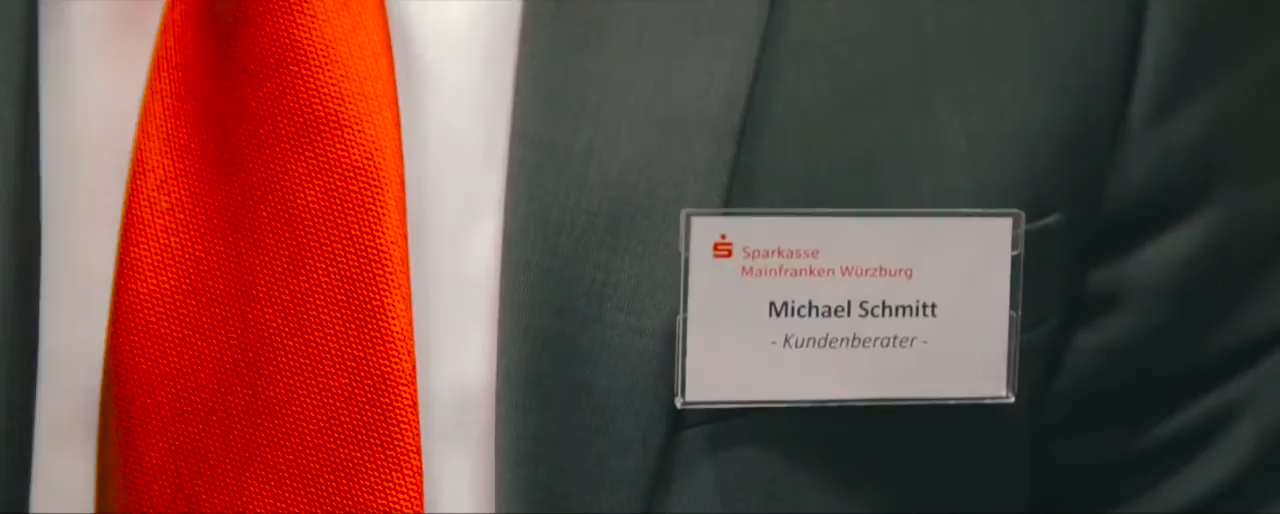 Sparkasse
Mainfranken Würzburg
Michael Schmitt
- Kundenberater -